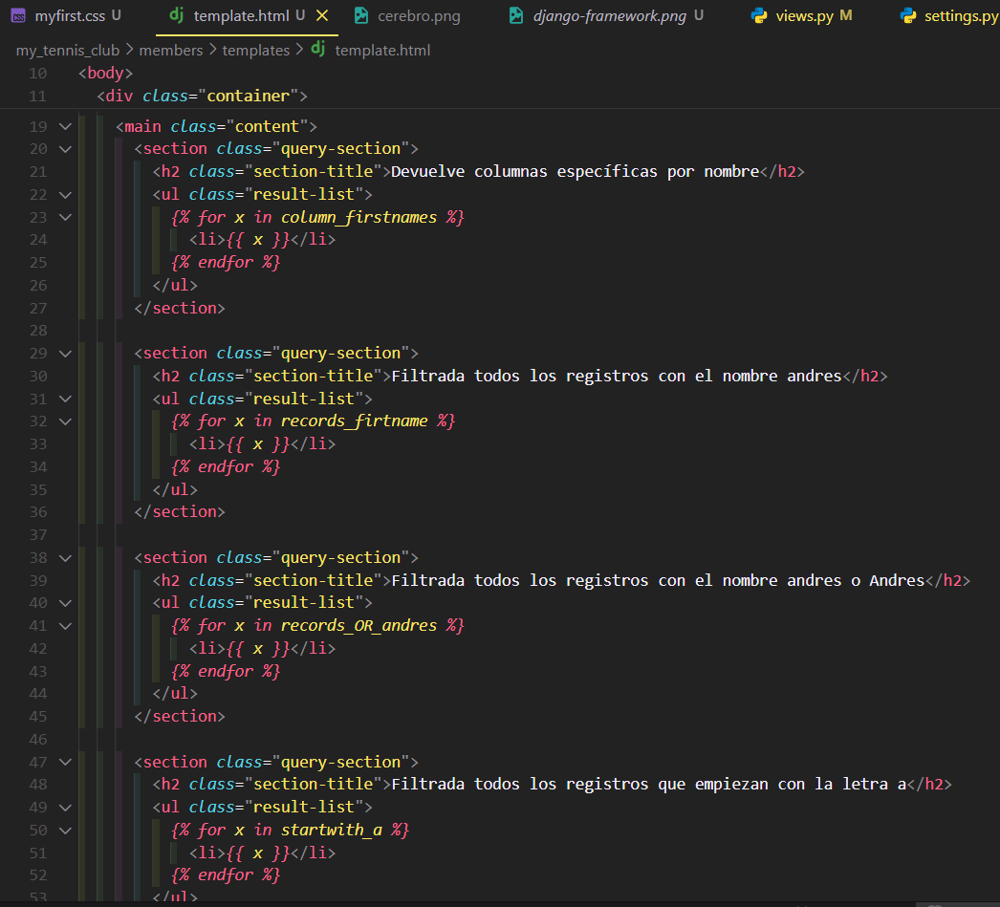 myfirst.css U template.html U cerebro.png django-framework.png U views.py M settings.py
my_tennis_club > members > templates > dj template.html
10 <body>
11 <div class="container">
19 <main class="content">
20 <section class="query-section">
21 <h2 class="section-title">Devuelve columnas específicas por nombre</h2>
22 <ul class="result-list">
23 {% for x in column_firstnames %}
24 <li>{{ x }}</li>
25 {% endfor %}
26 </ul>
27 </section>
28
29 <section class="query-section">
30 <h2 class="section-title">Filtrada todos los registros con el nombre andres</h2>
31 <ul class="result-list">
32 {% for x in records_firtname %}
33 <li>{{ x }}</li>
34 {% endfor %}
35 </ul>
36 </section>
37
38 <section class="query-section">
39 <h2 class="section-title">Filtrada todos los registros con el nombre andres o Andres</h2>
40 <ul class="result-list">
41 {% for x in records_OR_andres %}
42 <li>{{ x }}</li>
43 {% endfor %}
44 </ul>
45 </section>
46
47 <section class="query-section">
48 <h2 class="section-title">Filtrada todos los registros que empiezan con la letra a</h2>
49 <ul class="result-list">
50 {% for x in startwith_a %}
51 <li>{{ x }}</li>
52 {% endfor %}
53 </ul>